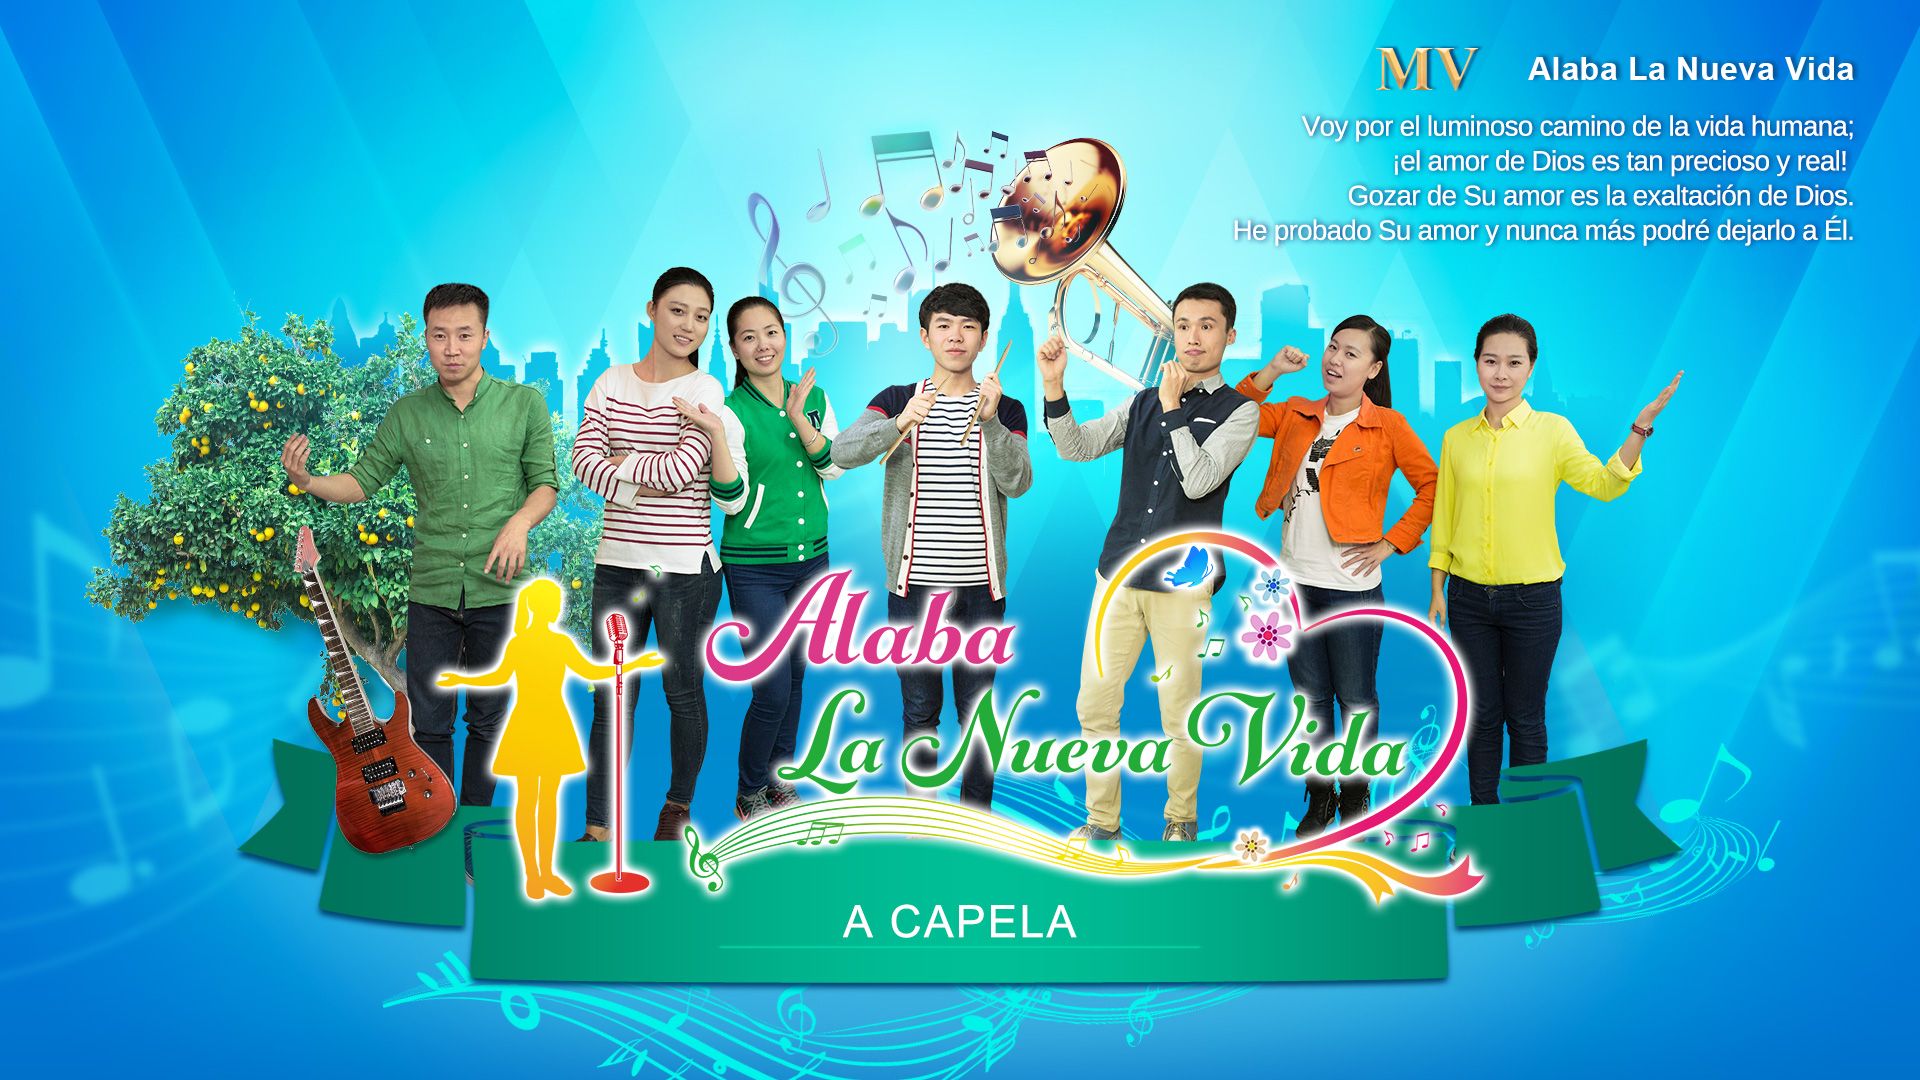 MV Alaba La Nueva Vida
Voy por el luminoso camino de la vida humana;
¡el amor de Dios es tan precioso y real!
Gozar de Su amor es la exaltación de Dios.
He probado Su amor y nunca más podré dejarlo a Él.
Alaba
La Nueva Vida
A CAPELA